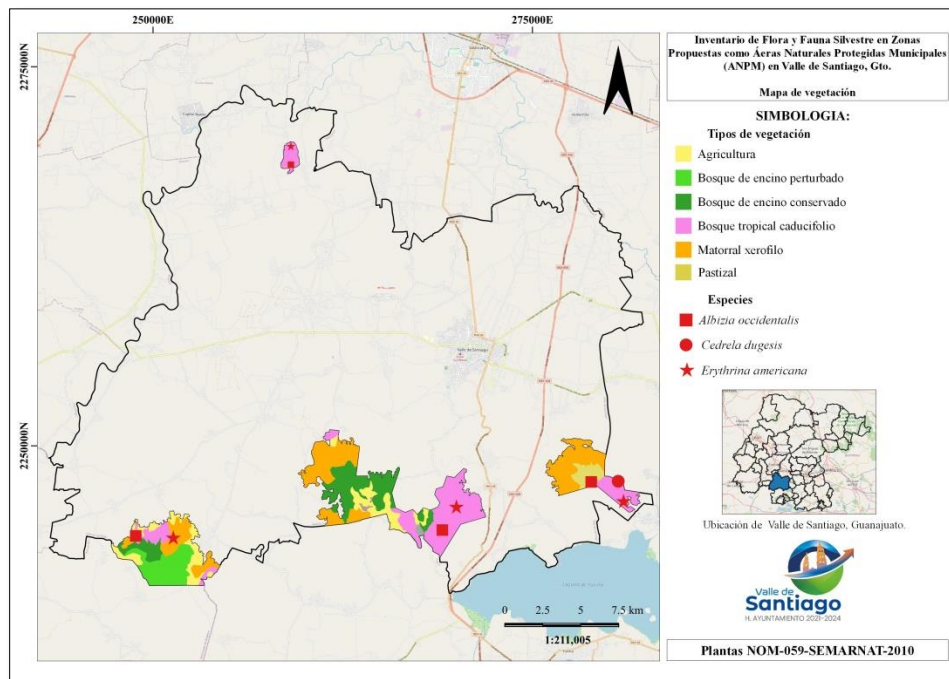 250000E
275000E
2275000N
2250000N
Valle de Santiago
0 2.5 5 7.5 km
1:211,005
Inventario de Flora y Fauna Silvestre en Zonas
Propuestas como Áeras Naturales Protegidas Municipales
(ANPM) en Valle de Santiago, Gto.
Mapa de vegetación
SIMBOLOGIA:
Tipos de vegetación
Agricultura
Bosque de encino perturbado
Bosque de encino conservado
Bosque tropical caducifolio
Matorral xerofilo
Pastizal
Especies
Albizia occidentalis
Cedrela dugesis
Erythrina americana
Ubicación de Valle de Santiago, Guanajuato.
Valle de
Santiago
H. AYUNTAMIENTO 2021-2024
Plantas NOM-059-SEMARNAT-2010